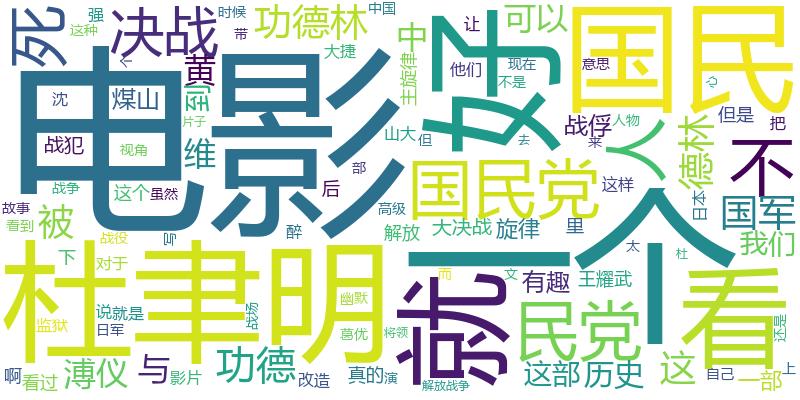 死
这种
强
时候
带
决战
功德林
中国
让
可以
国民
黄
大捷
中
主旋律
好
他们
现在
不是
意思
个
电影
沈
煤山
到
战俘
人物
但是
把
心
战犯
片子
视角
维
山大
但
去
来
人
德林
不
战争
这个
虽然
部
后
国民党
这样
日本
国军
故事
看到
被
战役
写
醉
高级
解放
大决战
旋律
里
一个
太
杜
我们
下
对于
杜聿明
说就是
日军
战场
幽默
葛优
将领
就
而
文
有趣
王耀武
民党
看
还是
监狱
啊
看过
溥仪
与
影片
功德
改造
真的
演
解放战争
这部
历史
这
自己
一部
上